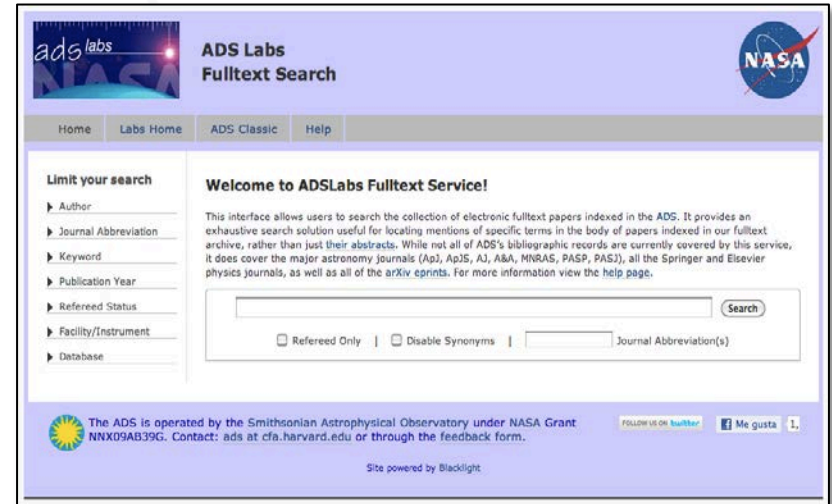 ads labs
NASA
ADS Labs
Fulltext Search
NASA
Home Labs Home ADS Classic Help
Limit your search
Author
Journal Abbreviation
Keyword
Publication Year
Refereed Status
Facility/Instrument
Database
Welcome to ADSLabs Fulltext Service!
This interface allows users to search the collection of electronic fulltext papers indexed in the ADS. It provides an
exhaustive search solution useful for locating mentions of specific terms in the body of papers indexed in our fulltext
archive, rather than just their abstracts. While not all of ADS's bibliographic records are currently covered by this service,
it does cover the major astronomy journals (ApJ, ApJS, AJ, A&A, MNRAS, PASP, PASJ), all the Springer and Elsevier
physics journals, as well as all of the arXiv eprints. For more information view the help page.
Search
Refereed Only | Disable Synonyms | Journal Abbreviation(s)
The ADS is operated by the Smithsonian Astrophysical Observatory under NASA Grant
NNX09AB39G. Contact: ads at cfa.harvard.edu or through the feedback form.
FOLLOW US ON twitter
Me gusta 1,
Site powered by Blacklight